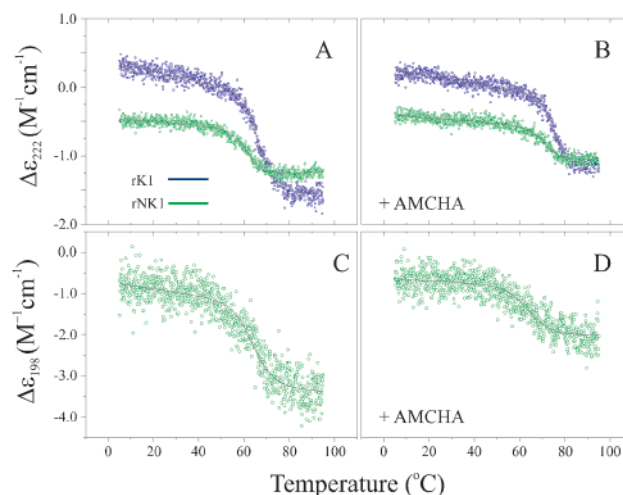 1.0
A
B
0.0
Δε222 (M⁻¹cm⁻¹)
-1.0
rK1
rNK1
+ AMCHA
-2.0
0.0
C
D
-1.0
Δε198 (M⁻¹cm⁻¹)
-2.0
-3.0
-4.0
+ AMCHA
0 20 40 60 80 100 0 20 40 60 80 100
Temperature (°C)